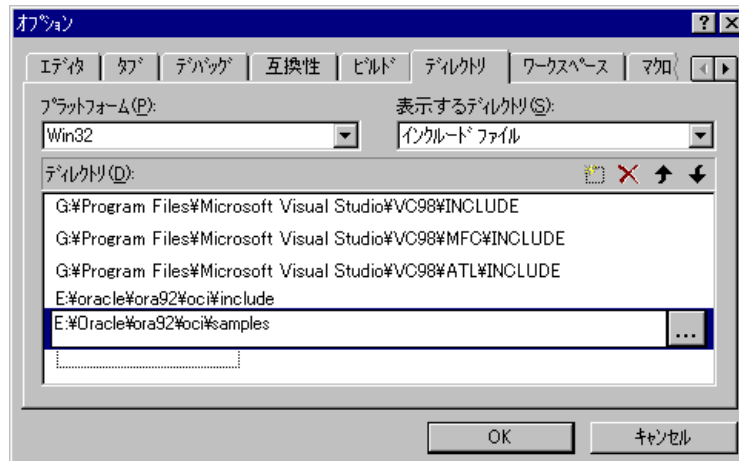 オプション
エディタ タブ デバッグ 互換性 ビルド ディレクトリ ワークスペース マクロ
プラットフォーム(P): 表示するディレクトリ(S):
Win32 インクルード ファイル
ディレクトリ(D):
G:¥Program Files¥Microsoft Visual Studio¥VC98¥INCLUDE
G:¥Program Files¥Microsoft Visual Studio¥VC98¥MFC¥INCLUDE
G:¥Program Files¥Microsoft Visual Studio¥VC98¥ATL¥INCLUDE
E:¥oracle¥ora92¥oci¥include
E:¥Oracle¥ora92¥oci¥samples ...
OK キャンセル